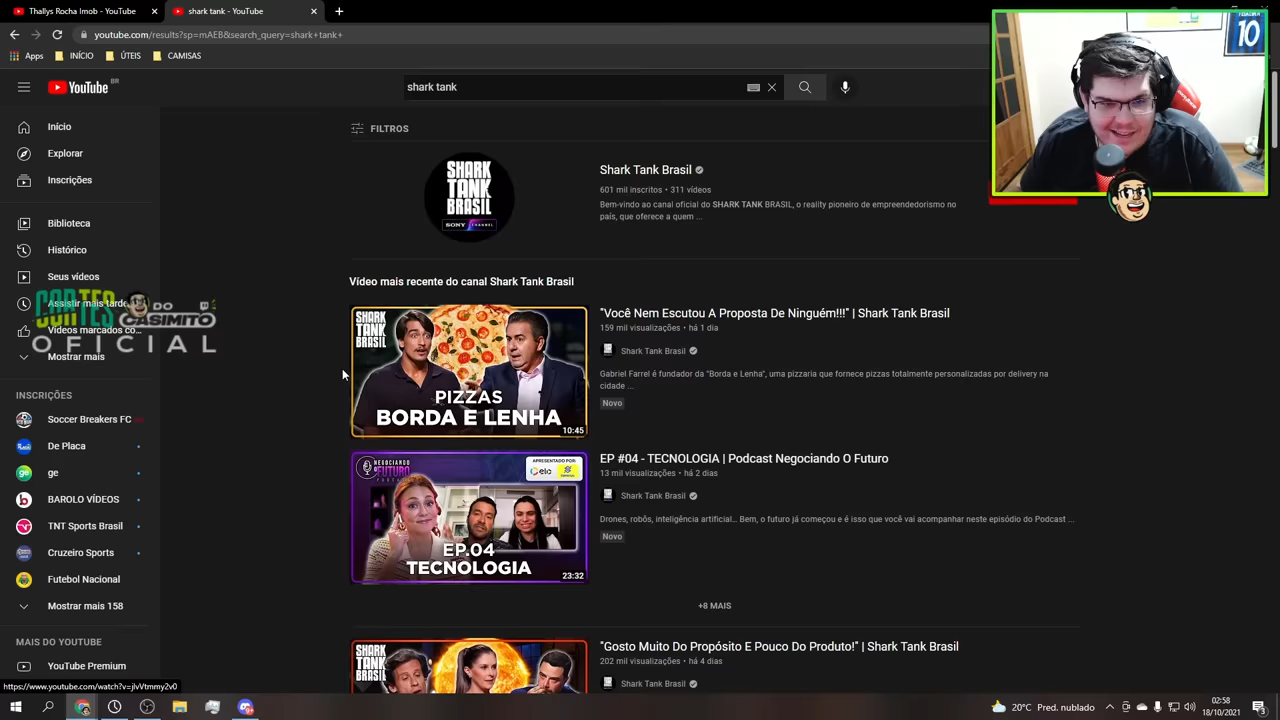 Thallys Rocha Imob - YouTube
shark tank - YouTube
youtube.com/results?sp=mAEB&search_query=shark+tank+
Apps
INÍCIO
ÚTEIS
CAMISAS
YouTube BR
shark tank
10
Início
Explorar
Inscrições
Biblioteca
Histórico
Seus vídeos
Assistir mais tarde
Vídeos marcados co...
Mostrar mais
CORTES DO CASIMITO
OFICIAL
INSCRIÇÕES
Soccer Breakers FC
De Placa
ge
BAROLO VÍDEOS
TNT Sports Brasil
Cruzeiro Sports
Futebol Nacional
Mostrar mais 158
MAIS DO YOUTUBE
YouTube Premium
FILTROS
SHARK
TANK
BRASIL
SONY CHANNEL
Shark Tank Brasil
601 mil inscritos • 311 vídeos
Bem-vindo ao canal oficial do SHARK TANK BRASIL, o reality pioneiro de empreendedorismo no
país, que oferece a quem ...
Vídeo mais recente do canal Shark Tank Brasil
SHARK
TANK
BRASIL
PIZZAS
BORDA E LENHA
10:45
"Você Nem Escutou A Proposta De Ninguém!!!" | Shark Tank Brasil
159 mil visualizações • há 1 dia
Shark Tank Brasil
Gabriel Farrel é fundador da "Borda e Lenha", uma pizzaria que fornece pizzas totalmente personalizadas por delivery na
cidade ...
Novo
NEGOCIANDO
FUTURO
APRESENTADO POR:
elo
EP.04
TECNOLOGIA
23:32
EP #04 - TECNOLOGIA | Podcast Negociando O Futuro
13 mil visualizações • há 2 dias
Shark Tank Brasil
Drones, robôs, inteligência artificial... Bem, o futuro já começou e é isso que você vai acompanhar neste episódio do Podcast ...
Novo
+8 MAIS
SHARK
TANK
BRASIL
"Gosto Muito Do Propósito E Pouco Do Produto!" | Shark Tank Brasil
202 mil visualizações • há 4 dias
Shark Tank Brasil
https://www.youtube.com/watch?v=jlvVtmmy2v0
20°C Pred. nublado
02:58
18/10/2021
3